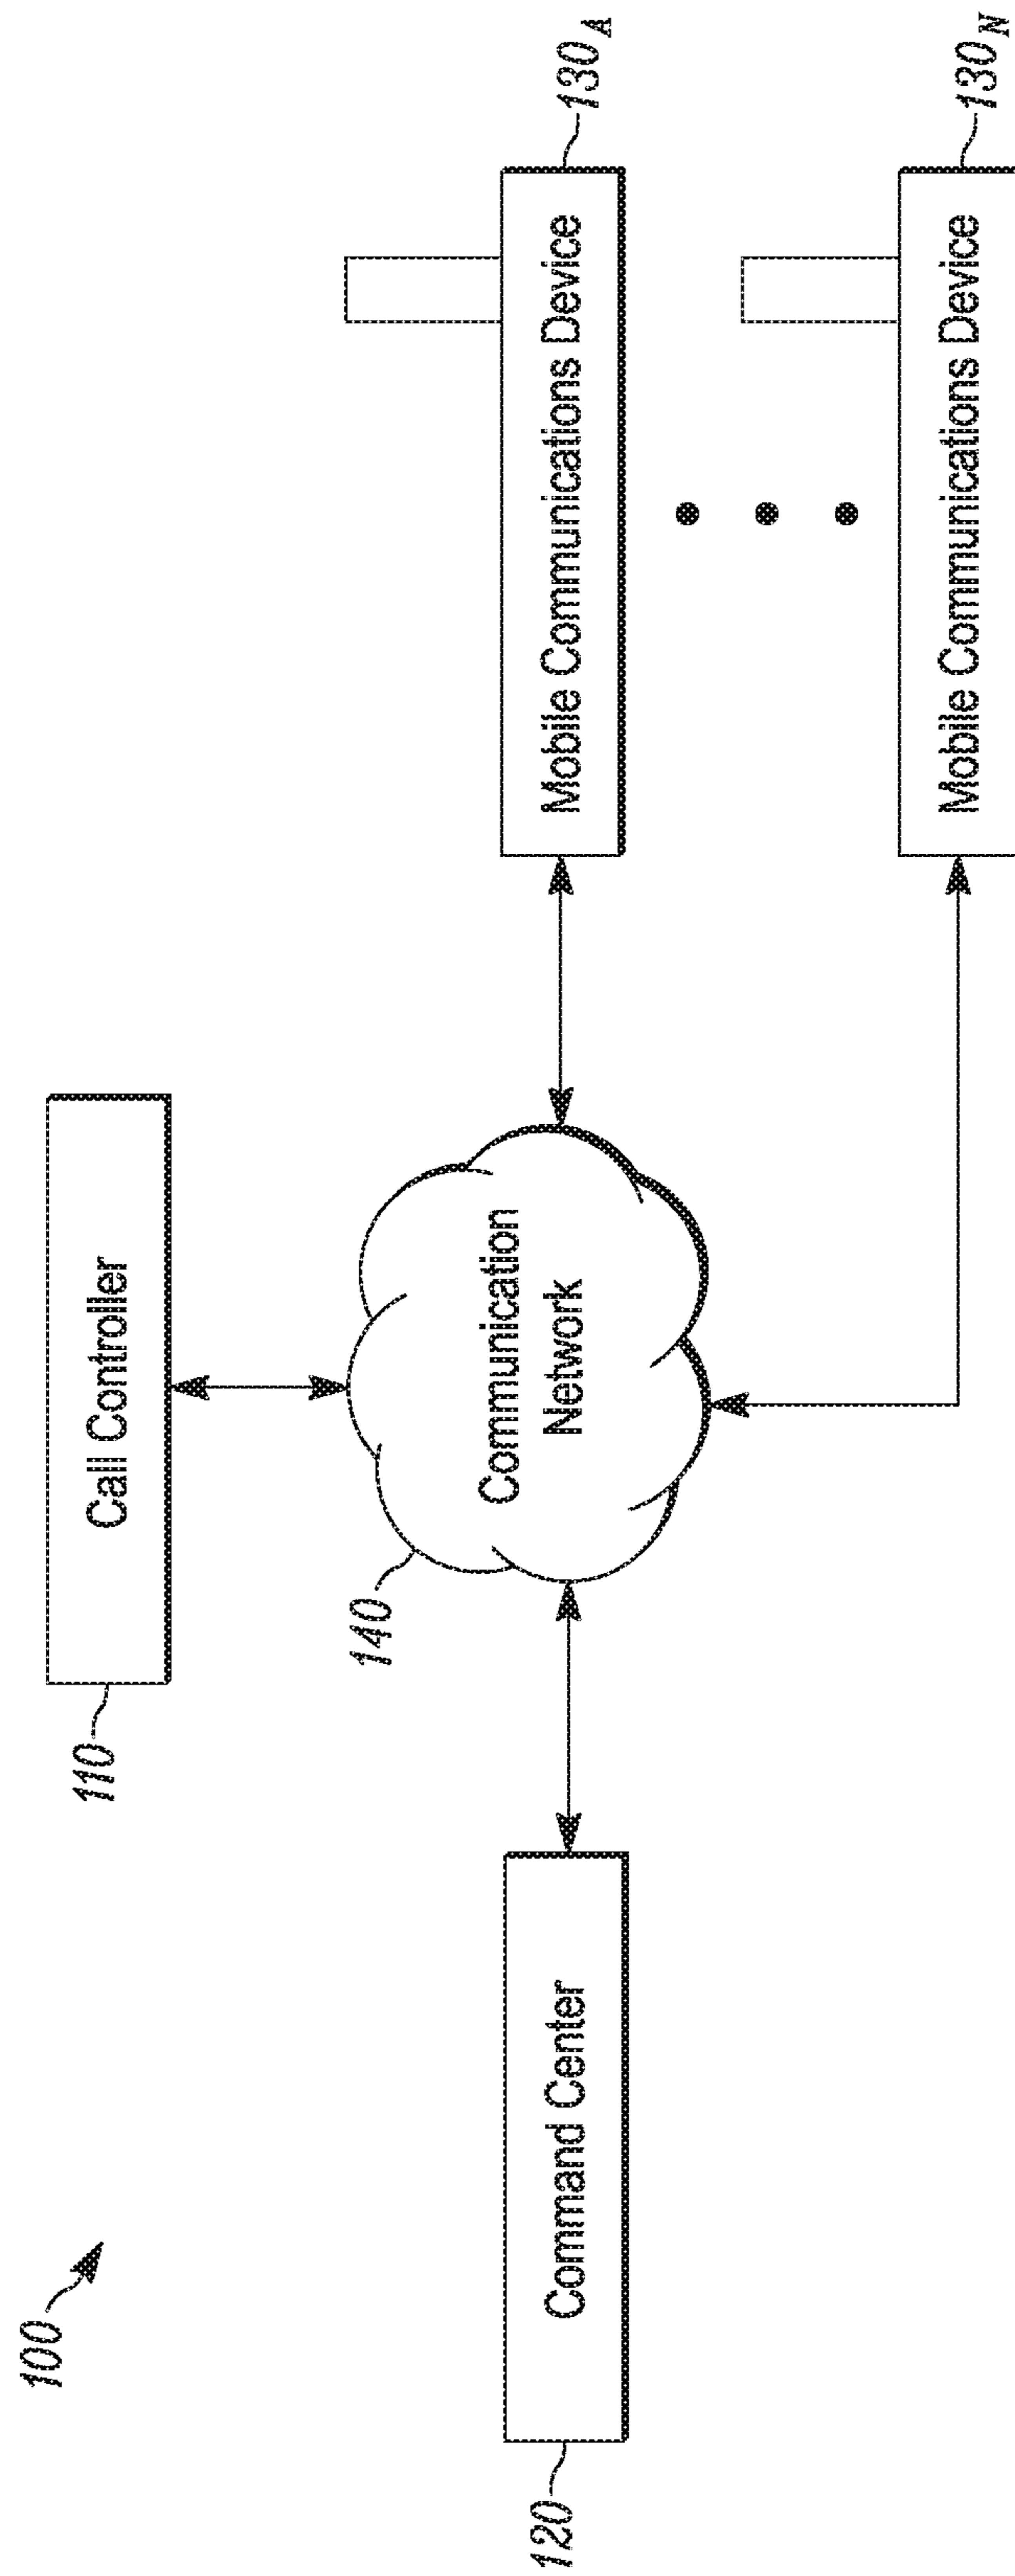 100
110
Call Controller
140
Communication
Network
120
Command Center
Mobile Communications Device
130A
Mobile Communications Device
130N